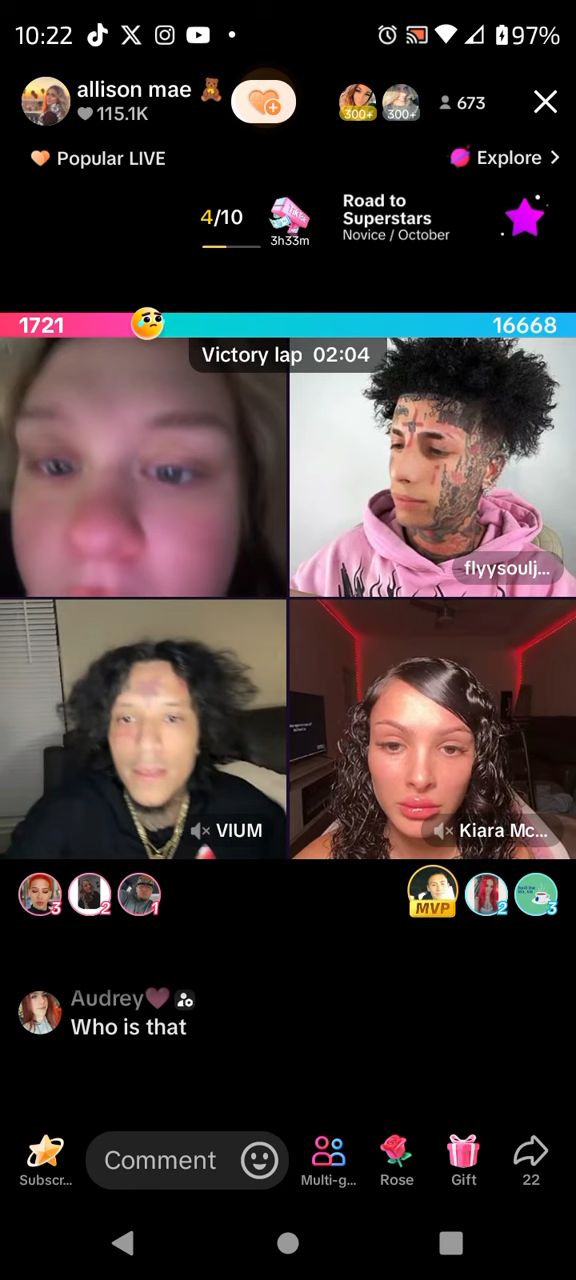 10:22
97%
allison mae 🧸
115.1K
300+
300+
673
Popular LIVE
Explore >
4/10
3h33m
Road to
Superstars
Novice / October
1721
16668
Victory lap 02:04
flyysoulj...
VIUM
Kiara Mc...
3
2
1
MVP
2
3
Audrey
Who is that
Comment
Subscr...
Multi-g...
Rose
Gift
22